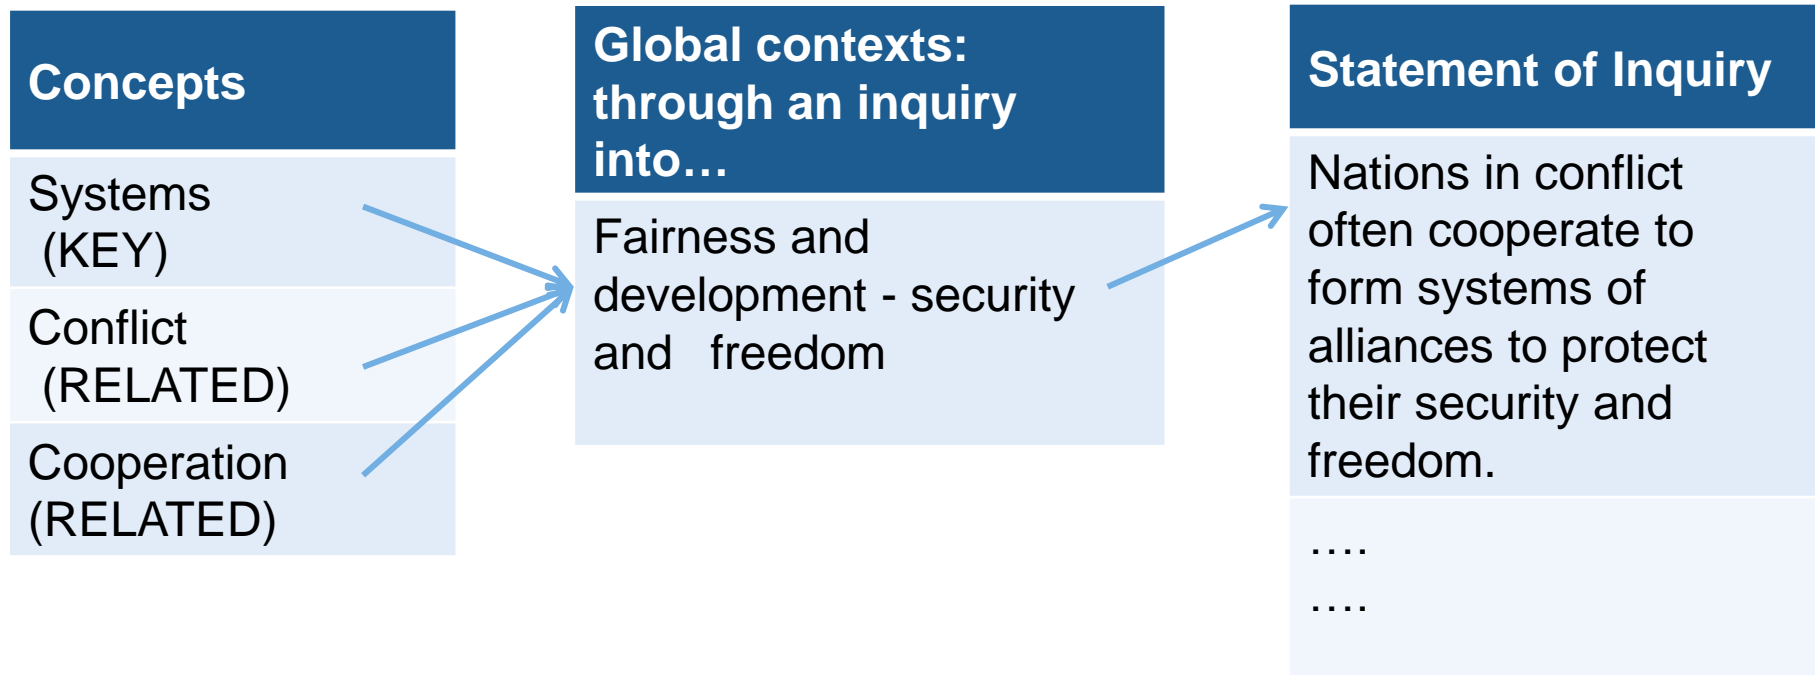 Concepts
Systems
(KEY)
Conflict
(RELATED)
Cooperation
(RELATED)
Global contexts:
through an inquiry
into…
Fairness and
development - security
and freedom
Statement of Inquiry
Nations in conflict
often cooperate to
form systems of
alliances to protect
their security and
freedom.
….
….